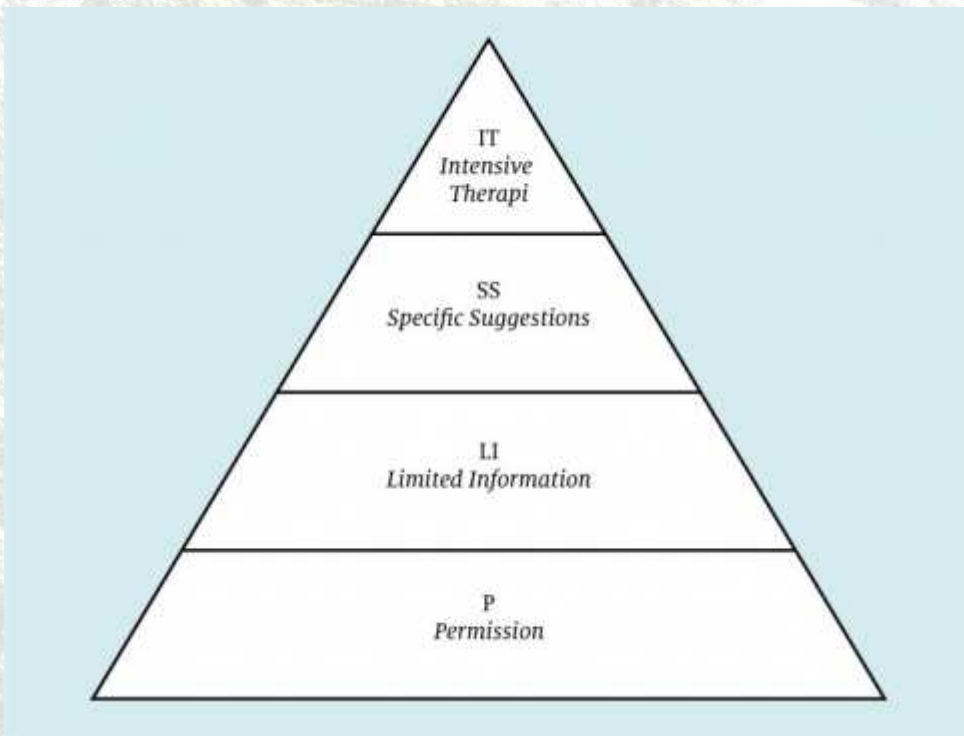 IT
Intensive
Therapi
SS
Specific Suggestions
LI
Limited Information
P
Permission